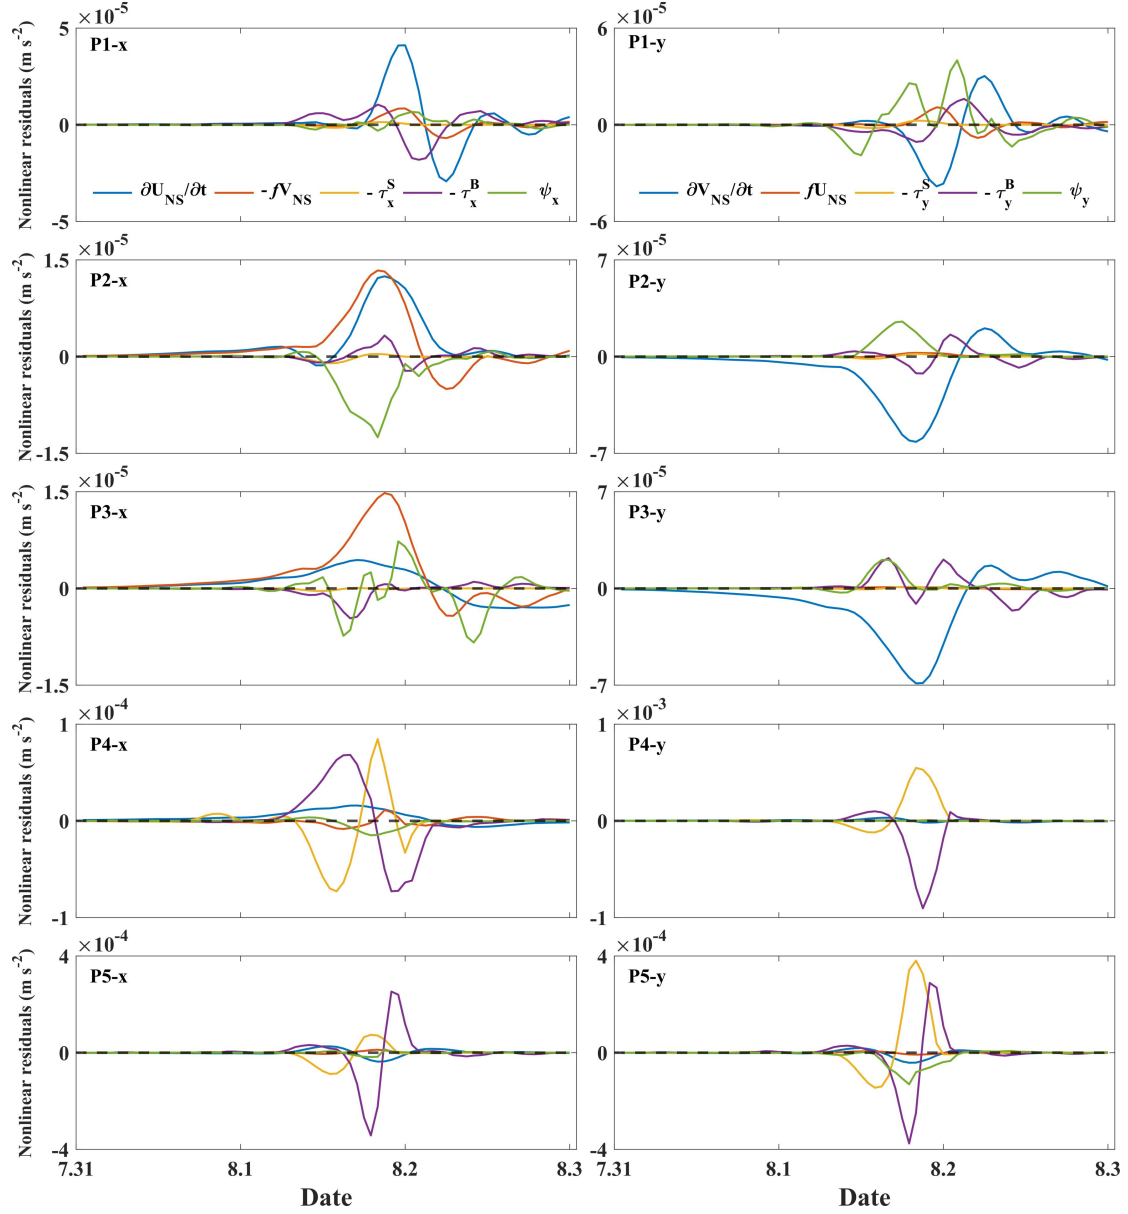 ×10⁻⁵
5
0
-5
Nonlinear residuals (m s⁻²)
P1-x
∂U_NS/∂t
- fV_NS
- τ_x^S
- τ_x^B
ψ_x
×10⁻⁵
6
0
-6
P1-y
∂V_NS/∂t
fU_NS
- τ_y^S
- τ_y^B
ψ_y
×10⁻⁵
1.5
0
-1.5
Nonlinear residuals (m s⁻²)
P2-x
×10⁻⁵
7
0
-7
P2-y
×10⁻⁵
1.5
0
-1.5
Nonlinear residuals (m s⁻²)
P3-x
×10⁻⁵
7
0
-7
P3-y
×10⁻⁴
1
0
-1
Nonlinear residuals (m s⁻²)
P4-x
×10⁻³
1
0
-1
P4-y
×10⁻⁴
4
0
-4
Nonlinear residuals (m s⁻²)
P5-x
7.31
8.1
8.2
8.3
Date
×10⁻⁴
4
0
-4
P5-y
7.31
8.1
8.2
8.3
Date